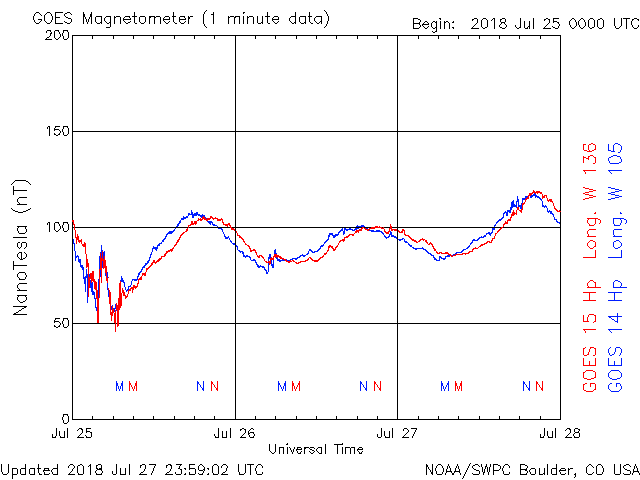 GOES Magnetometer (1 minute data)
Begin: 2018 Jul 25 0000 UTC
200
150
100
50
0
NanoTesla (nT)
M M N N M M N N M M N N
Jul 25 Jul 26 Jul 27 Jul 28
Universal Time
GOES 15 Hp Long. W 136
GOES 14 Hp Long. W 105
Updated 2018 Jul 27 23:59:02 UTC
NOAA/SWPC Boulder, CO USA